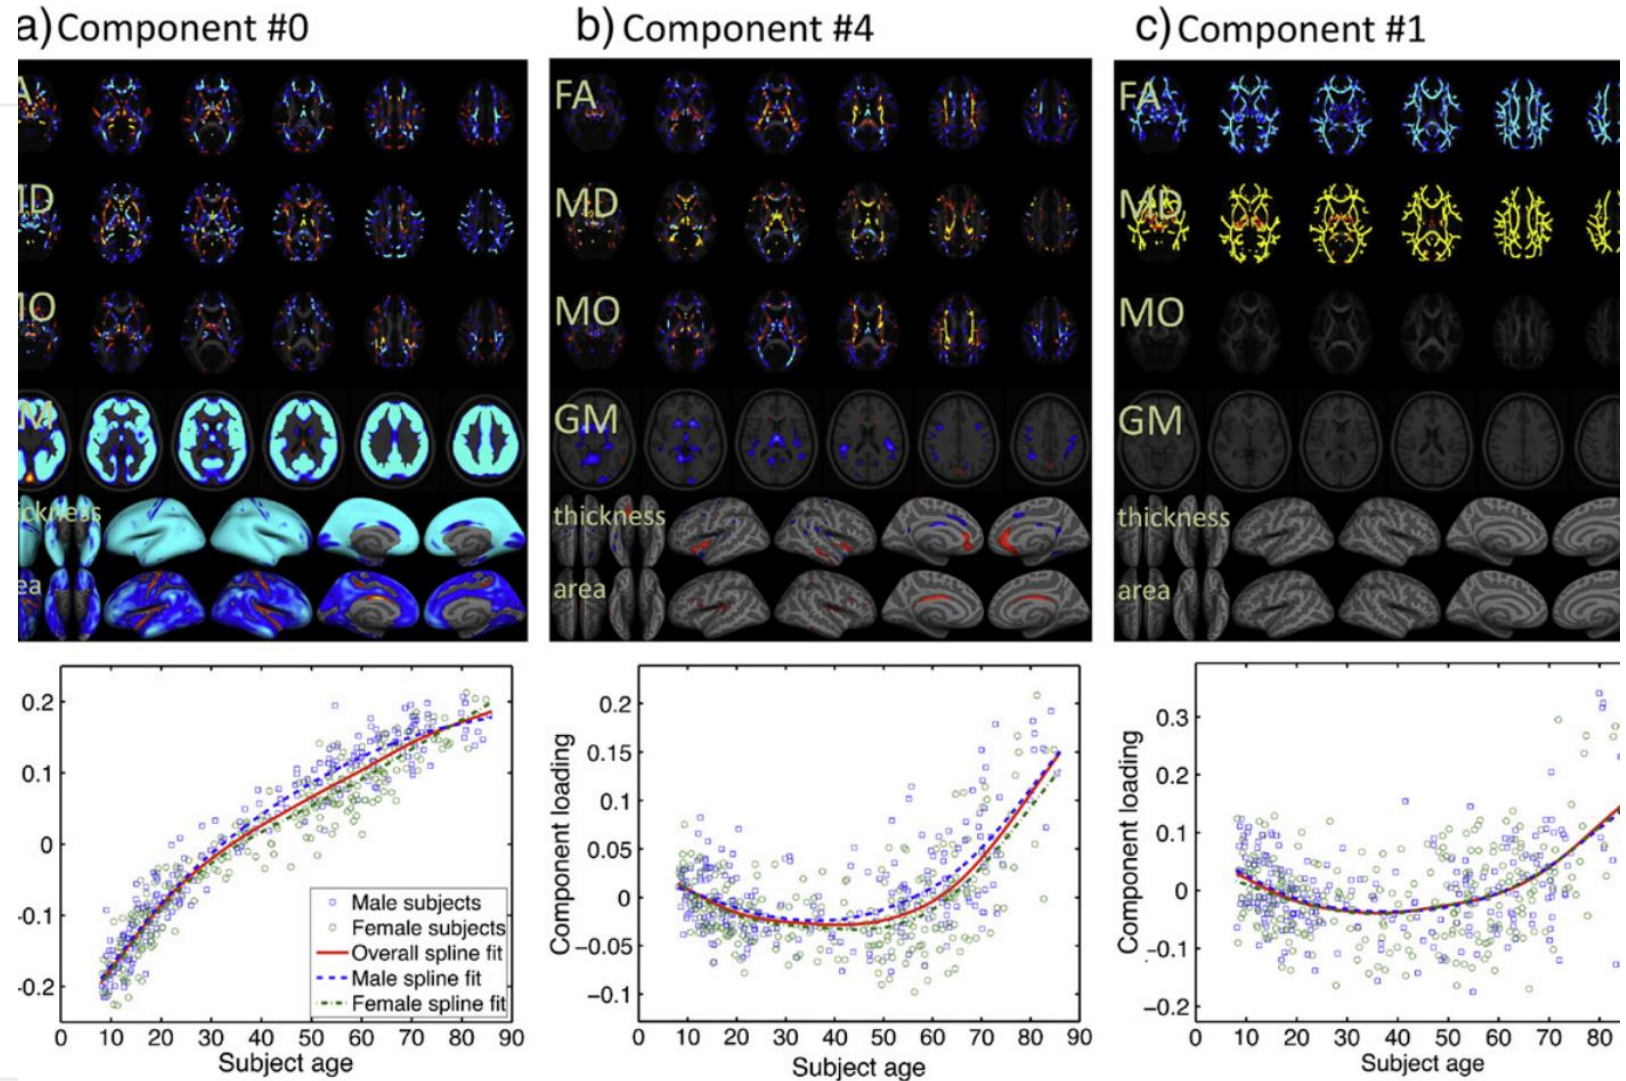 a) Component #0
b) Component #4
c) Component #1
A
FA
FA
MD
MD
MD
MO
MO
MO
M
GM
GM
ickness
thickness
thickness
ea
area
area
0.2
0.1
0
-0.1
-0.2
0 10 20 30 40 50 60 70 80 90
Subject age
Male subjects
Female subjects
Overall spline fit
Male spline fit
Female spline fit
Component loading
0.2
0.15
0.1
0.05
0
−0.05
−0.1
0 10 20 30 40 50 60 70 80 90
Subject age
Component loading
0.3
0.2
0.1
0
−0.1
−0.2
0 10 20 30 40 50 60 70 80
Subject age